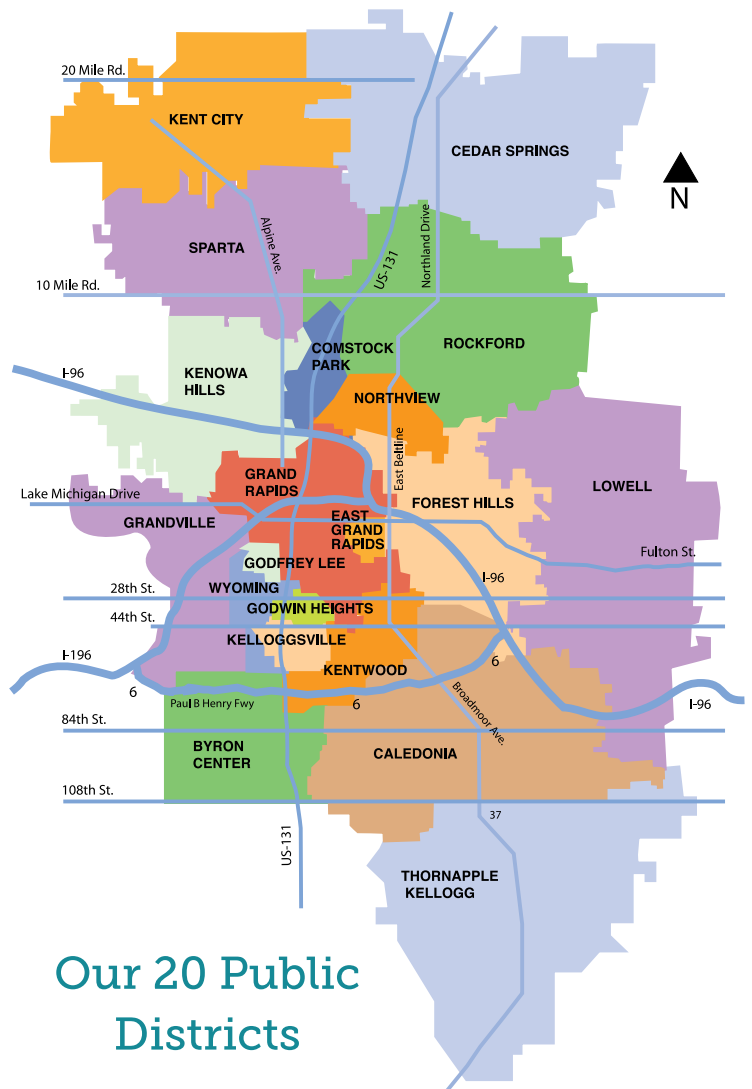 20 Mile Rd.
KENT CITY
CEDAR SPRINGS
N
SPARTA
Alpine Ave.
US-131
Northland Drive
10 Mile Rd.
COMSTOCK
PARK
ROCKFORD
I-96
KENOWA
HILLS
NORTHVIEW
East Beltline
GRAND
RAPIDS
LOWELL
Lake Michigan Drive
FOREST HILLS
GRANDVILLE
EAST
GRAND
RAPIDS
Fulton St.
GODFREY LEE
I-96
28th St.
WYOMING
GODWIN HEIGHTS
44th St.
KELLOGGSVILLE
I-196
KENTWOOD
6
6
6
Paul B Henry Fwy
Broadmoor Ave.
I-96
84th St.
BYRON
CENTER
CALEDONIA
108th St.
37
US-131
THORNAPPLE
KELLOGG
Our 20 Public
Districts